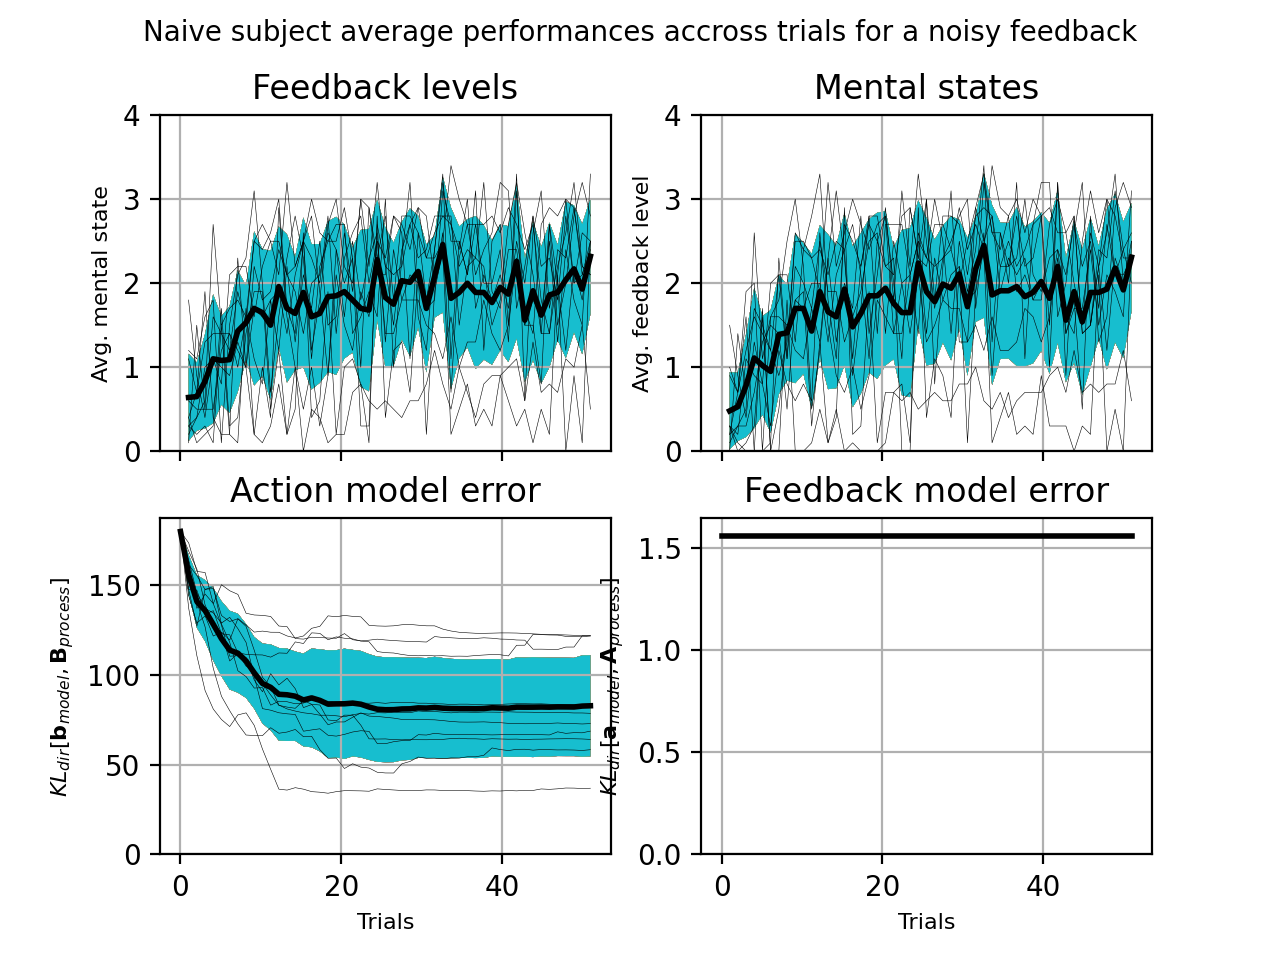 Naive subject average performances accross trials for a noisy feedback
Feedback levels
Mental states
Avg. mental state
4
3
2
1
0
Avg. feedback level
4
3
2
1
0
Action model error
Feedback model error
KL_dir[b_model, B_process]
150
100
50
0
0 20 40
Trials
KL_dir[a_model, A_process]
1.5
1.0
0.5
0.0
0 20 40
Trials